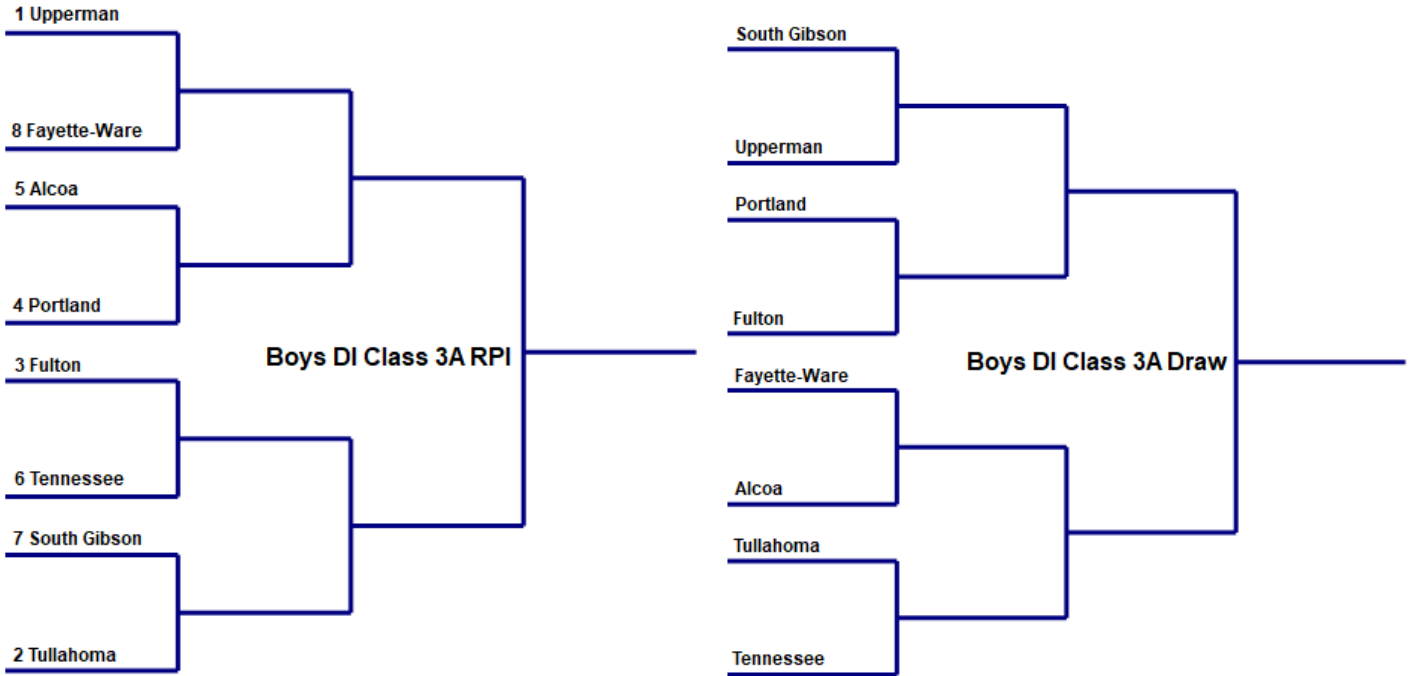 1 Upperman
8 Fayette-Ware
5 Alcoa
4 Portland
3 Fulton
6 Tennessee
7 South Gibson
2 Tullahoma
Boys DI Class 3A RPI
South Gibson
Upperman
Portland
Fulton
Fayette-Ware
Alcoa
Tullahoma
Tennessee
Boys DI Class 3A Draw